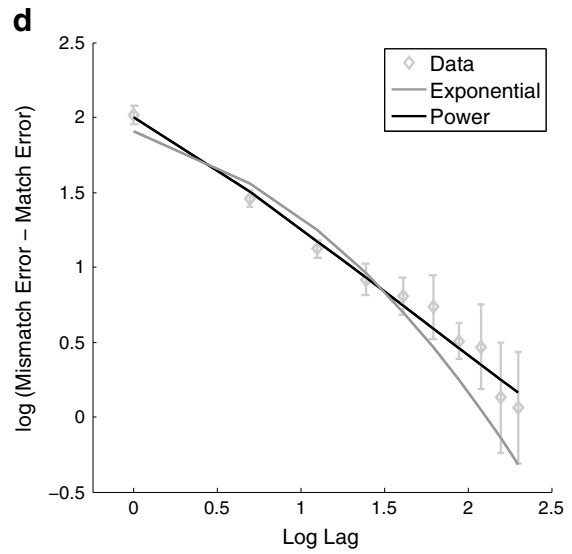 d
2.5
2
1.5
1
0.5
0
−0.5
log (Mismatch Error − Match Error)
Data
Exponential
Power
0 0.5 1 1.5 2 2.5
Log Lag